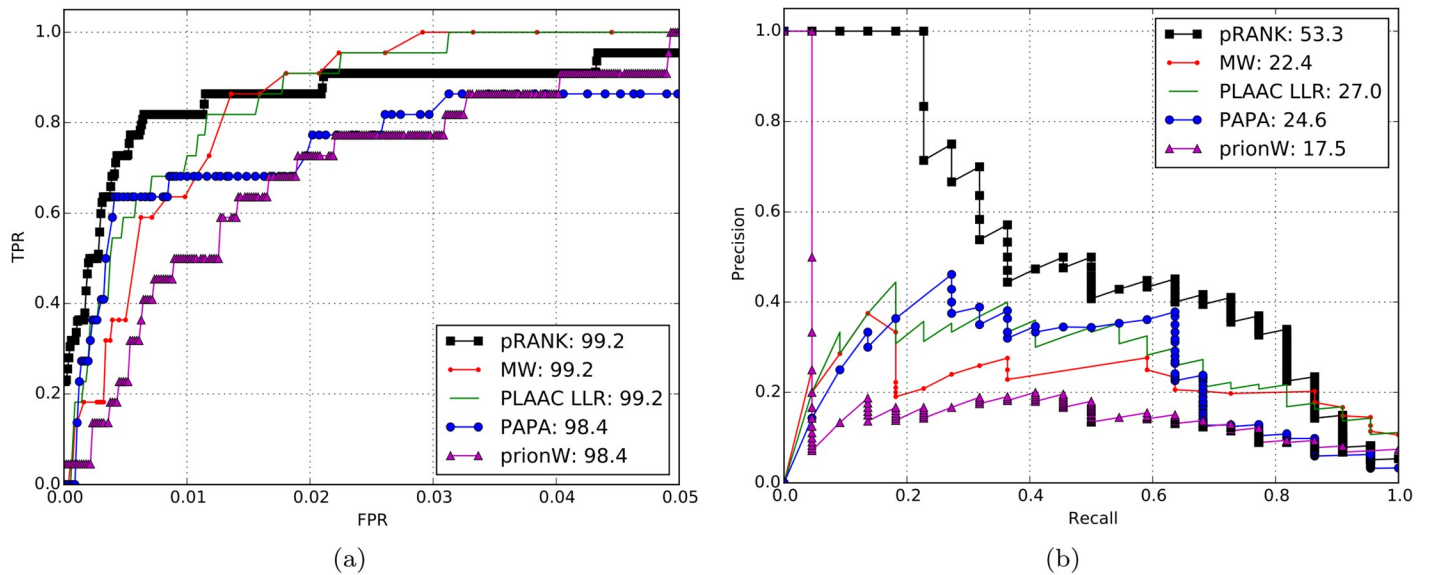 1.0
0.8
0.6
0.4
0.2
0.0
TPR
0.00
0.01
0.02
0.03
0.04
0.05
FPR
pRANK: 99.2
MW: 99.2
PLAAC LLR: 99.2
PAPA: 98.4
prionW: 98.4
(a)
1.0
0.8
0.6
0.4
0.2
0.0
Precision
0.0
0.2
0.4
0.6
0.8
1.0
Recall
pRANK: 53.3
MW: 22.4
PLAAC LLR: 27.0
PAPA: 24.6
prionW: 17.5
(b)